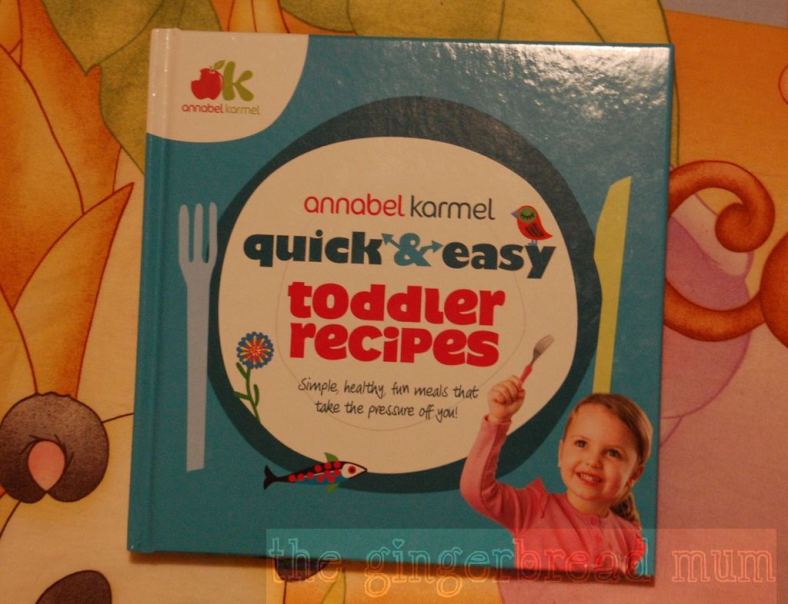 annabel karmel
annabel karmel
quick & easy
toddler
recipes
Simple, healthy, fun meals that
take the pressure off you!
the gingerbread mum